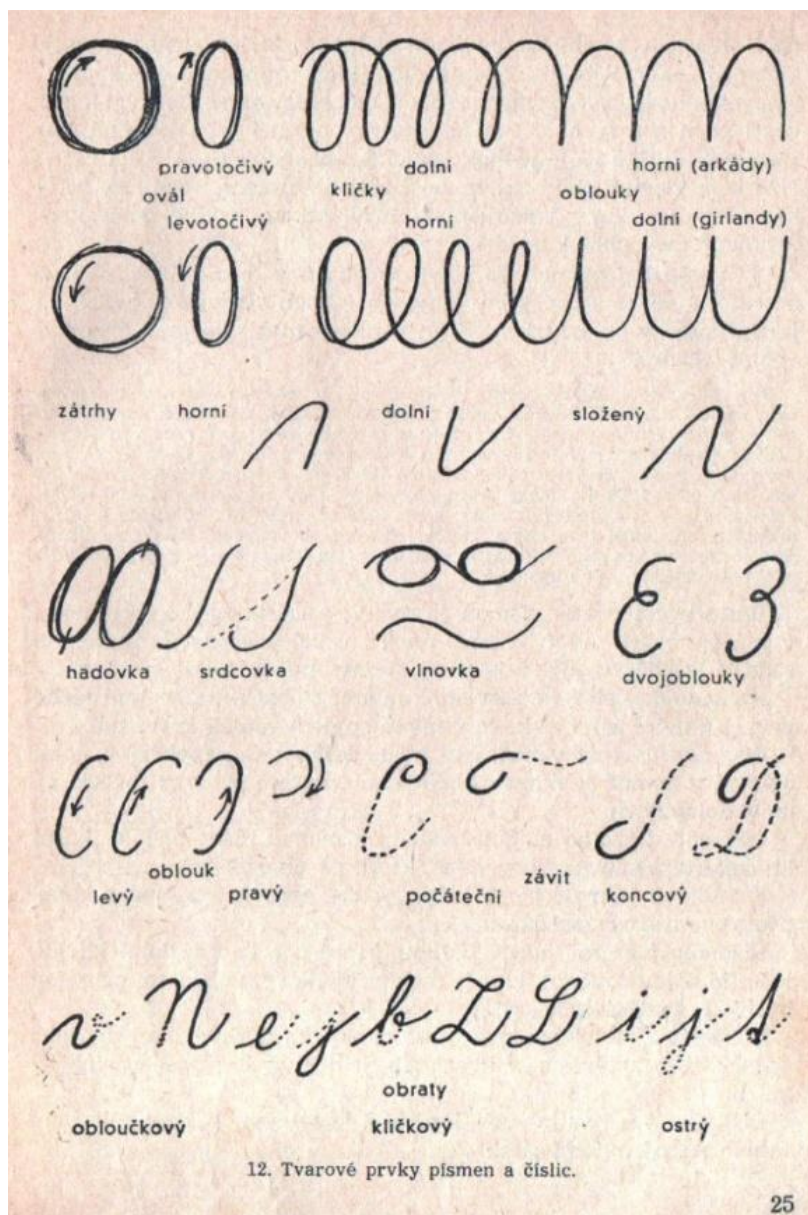 pravotočivý dolní horní (arkády)
ovál kličky oblouky
levotočivý horní dolní (girlandy)
zátrhy horní dolní složený
hadovka srdcovka vlnovka dvojoblouky
oblouk závit
levý pravý počáteční koncový
v N e y b Z L i j s
obraty
obloučkový kličkový ostrý
12. Tvarové prvky písmen a číslic.
25